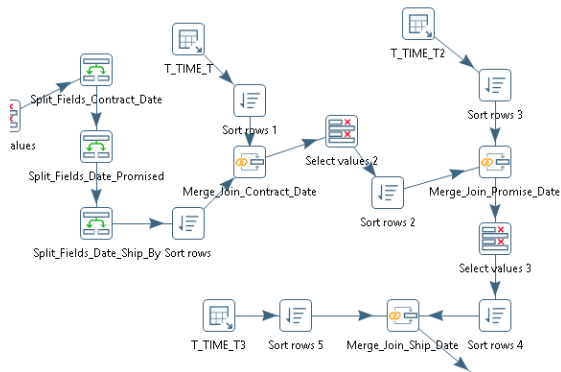 T_TIME_T
T_TIME_T2
Split_Fields_Contract_Date
Sort rows 1
Sort rows 3
values
Split_Fields_Date_Promised
Select values 2
Merge_Join_Contract_Date
Merge_Join_Promise_Date
Sort rows 2
Split_Fields_Date_Ship_By
Sort rows
Select values 3
T_TIME_T3
Sort rows 5
Merge_Join_Ship_Date
Sort rows 4